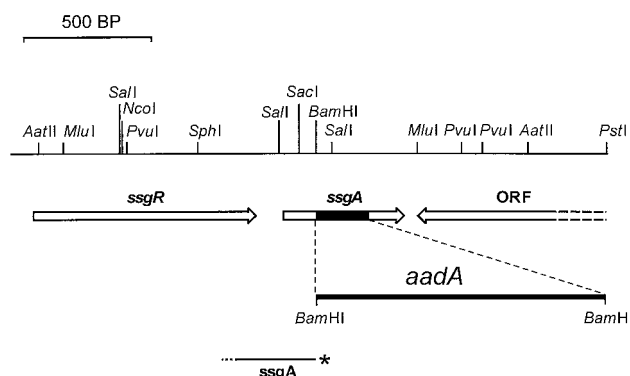 500 BP
SalI SacI
NcoI SalI BamHI
AatII MluI PvuI SphI SalI MluI PvuI PvuI AatII PstI
ssgR ssgA ORF
aadA
BamHI BamH
*
ssgA